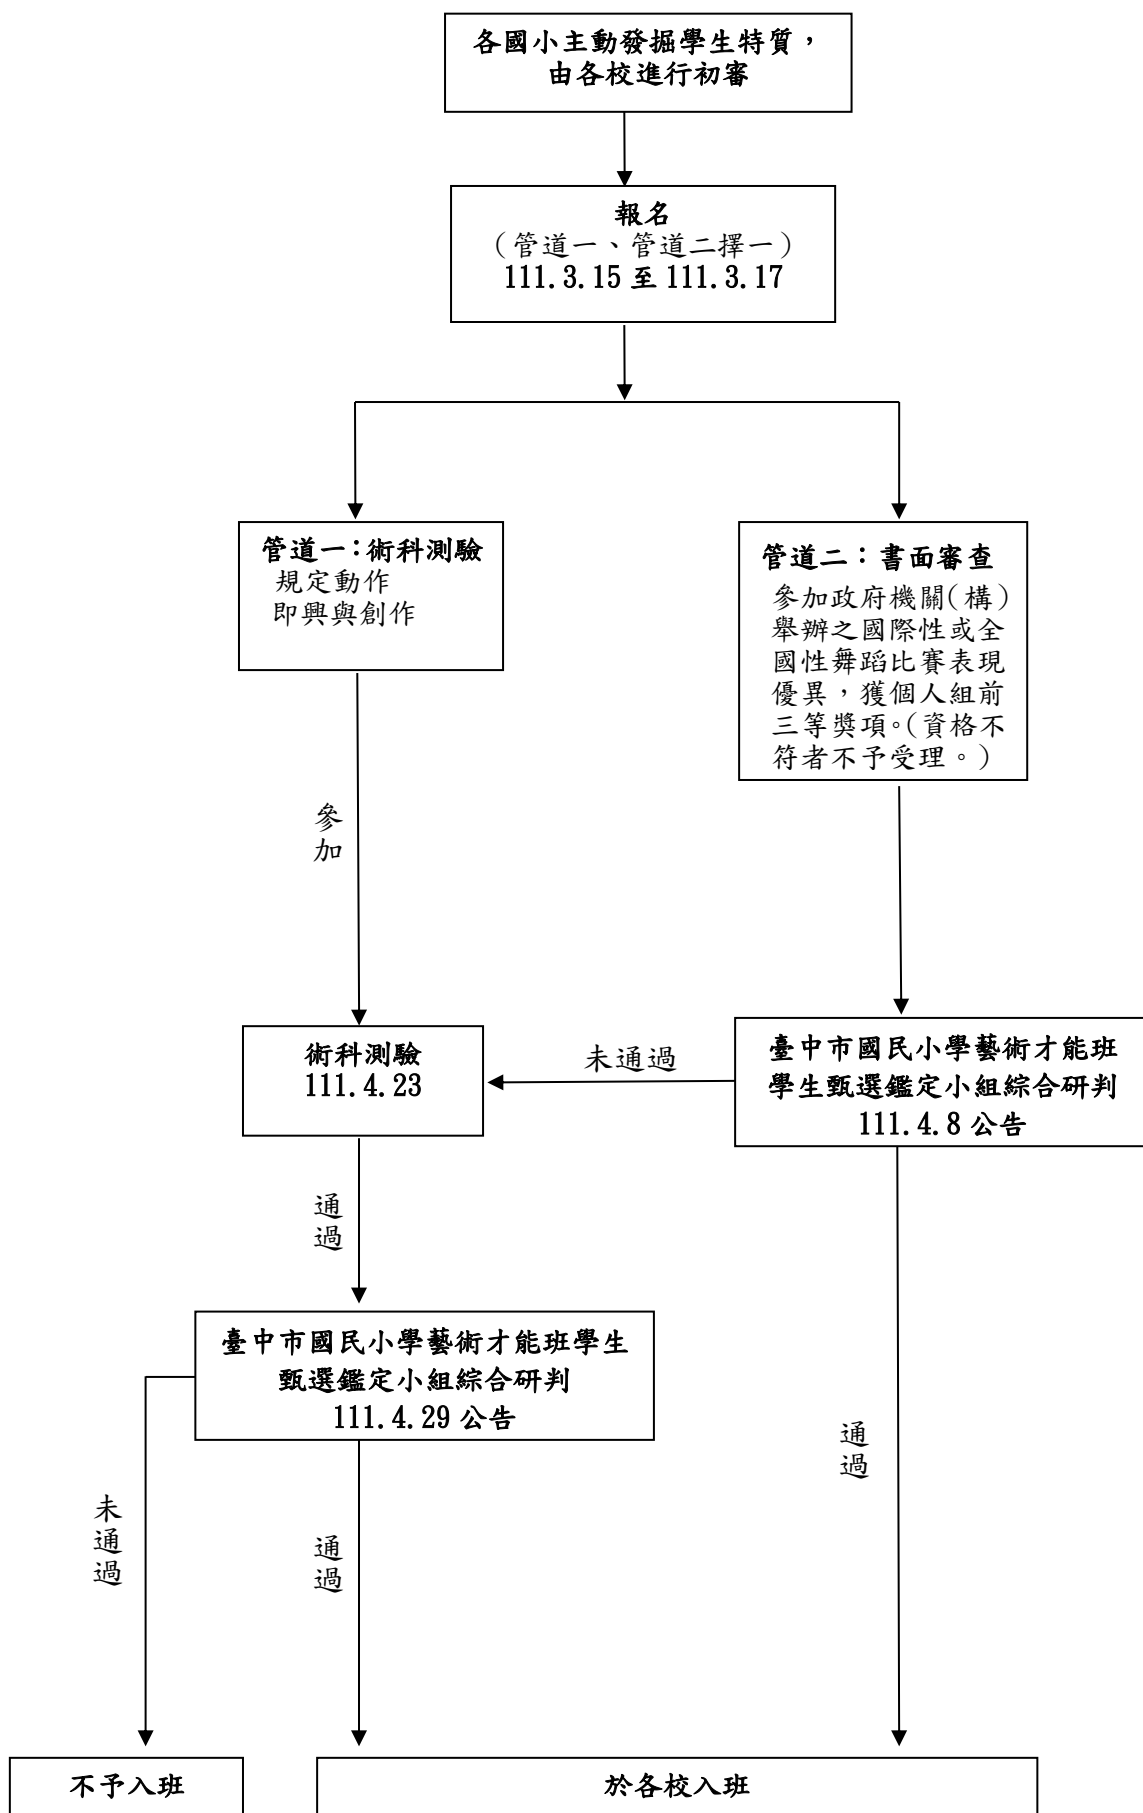 各國小主動發掘學生特質，
由各校進行初審
報名
（管道一、管道二擇一）
111.3.15 至 111.3.17
管道一：術科測驗
規定動作
即興與創作
管道二：書面審查
參加政府機關(構)
舉辦之國際性或全
國性舞蹈比賽表現
優異，獲個人組前
三等獎項。(資格不
符者不予受理。)
參加
術科測驗
111.4.23
未通過
臺中市國民小學藝術才能班
學生甄選鑑定小組綜合研判
111.4.8 公告
通過
臺中市國民小學藝術才能班學生
甄選鑑定小組綜合研判
111.4.29 公告
通過
未通過
通過
不予入班
於各校入班